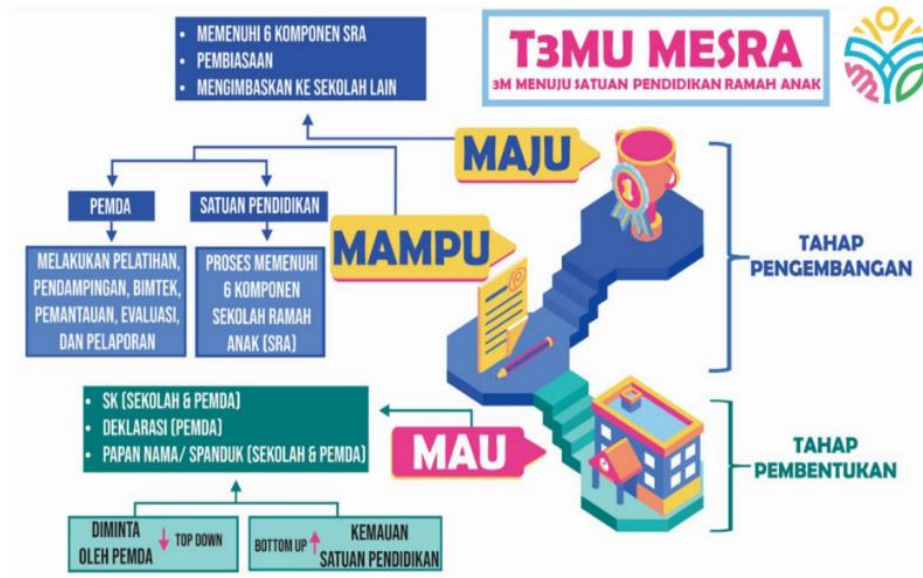 T3MU MESRA
3M MENUJU SATUAN PENDIDIKAN RAMAH ANAK
• MEMENUHI 6 KOMPONEN SRA
• PEMBIASAAN
• MENGIMBASKAN KE SEKOLAH LAIN
MAJU
1
PEMDA
SATUAN PENDIDIKAN
MAMPU
MELAKUKAN PELATIHAN,
PENDAMPINGAN, BIMTEK,
PEMANTAUAN, EVALUASI,
DAN PELAPORAN
PROSES MEMENUHI
6 KOMPONEN
SEKOLAH RAMAH
ANAK (SRA)
TAHAP
PENGEMBANGAN
• SK (SEKOLAH & PEMDA)
• DEKLARASI (PEMDA)
• PAPAN NAMA/ SPANDUK (SEKOLAH & PEMDA)
MAU
TAHAP
PEMBENTUKAN
DIMINTA
OLEH PEMDA
TOP DOWN
BOTTOM UP
KEMAUAN
SATUAN PENDIDIKAN